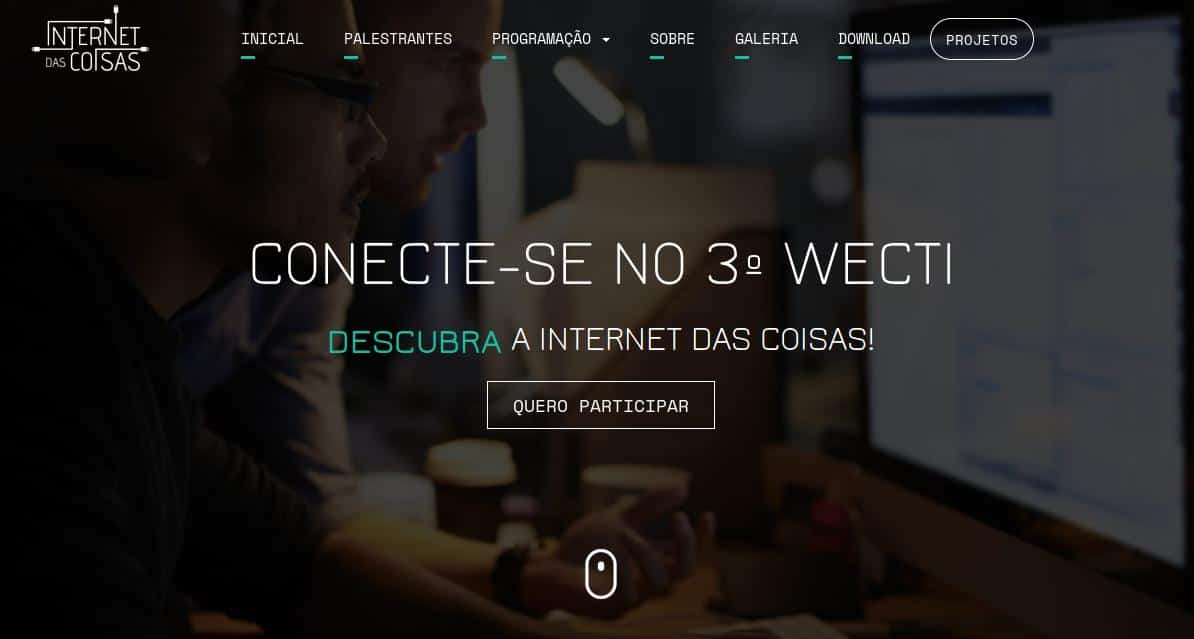 INTERNET
DAS COISAS
INICIAL
PALESTRANTES
PROGRAMAÇÃO
SOBRE
GALERIA
DOWNLOAD
PROJETOS
CONECTE-SE NO 3º WECTI
DESCUBRA A INTERNET DAS COISAS!
QUERO PARTICIPAR